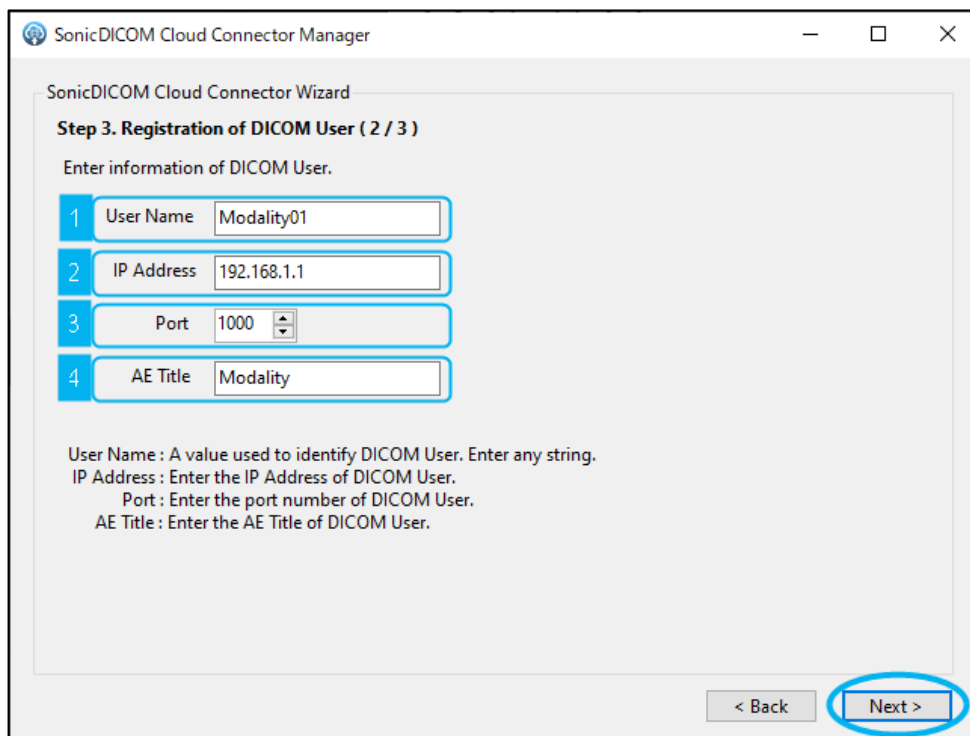 SonicDICOM Cloud Connector Manager
SonicDICOM Cloud Connector Wizard
Step 3. Registration of DICOM User ( 2 / 3 )
Enter information of DICOM User.
1 User Name Modality01
2 IP Address 192.168.1.1
3 Port 1000
4 AE Title Modality
User Name : A value used to identify DICOM User. Enter any string.
IP Address : Enter the IP Address of DICOM User.
Port : Enter the port number of DICOM User.
AE Title : Enter the AE Title of DICOM User.
< Back Next >